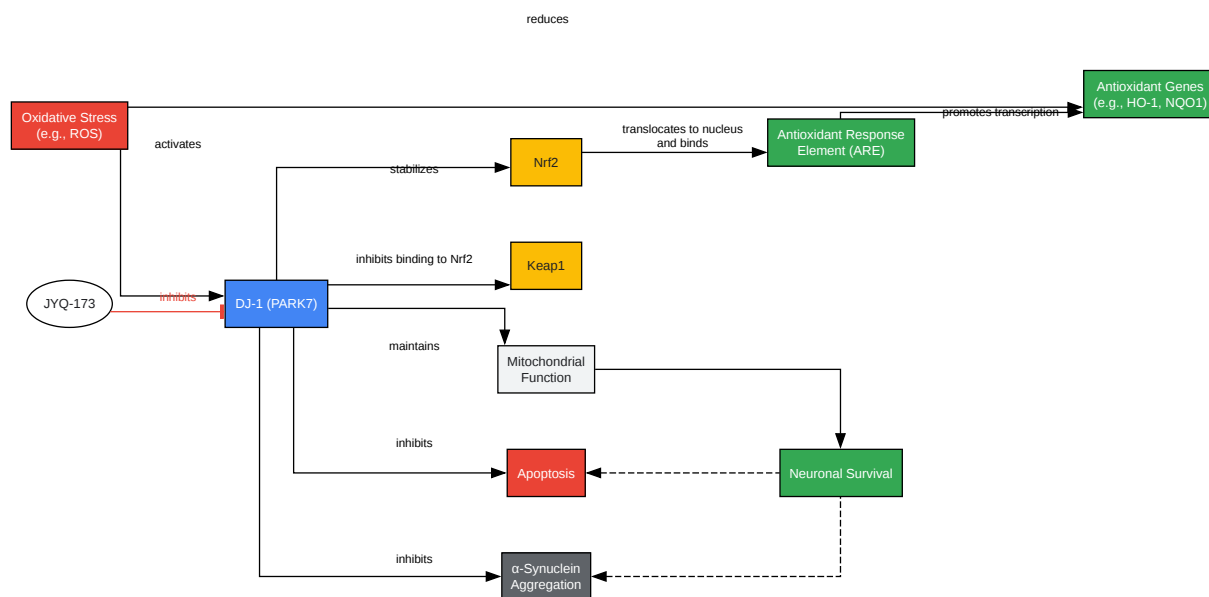 reduces
Antioxidant Genes
(e.g., HO-1, NQO1)
Oxidative Stress
(e.g., ROS)
promotes transcription
activates
translocates to nucleus
and binds
Antioxidant Response
Element (ARE)
stabilizes
Nrf2
inhibits binding to Nrf2
Keap1
JYQ-173
inhibits
DJ-1 (PARK7)
maintains
Mitochondrial
Function
inhibits
Apoptosis
Neuronal Survival
inhibits
α-Synuclein
Aggregation